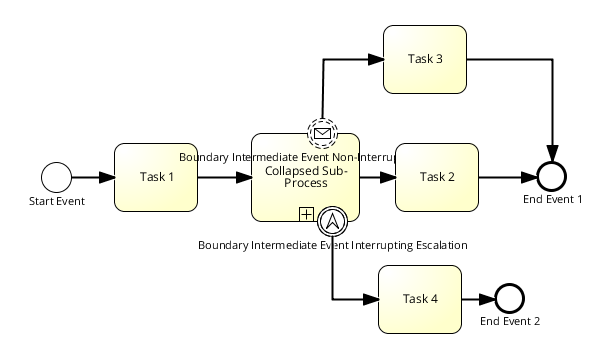 Task 3
Boundary Intermediate Event Non-Interrup
Task 1
Collapsed Sub-
Process
Task 2
Start Event
End Event 1
Boundary Intermediate Event Interrupting Escalation
Task 4
End Event 2